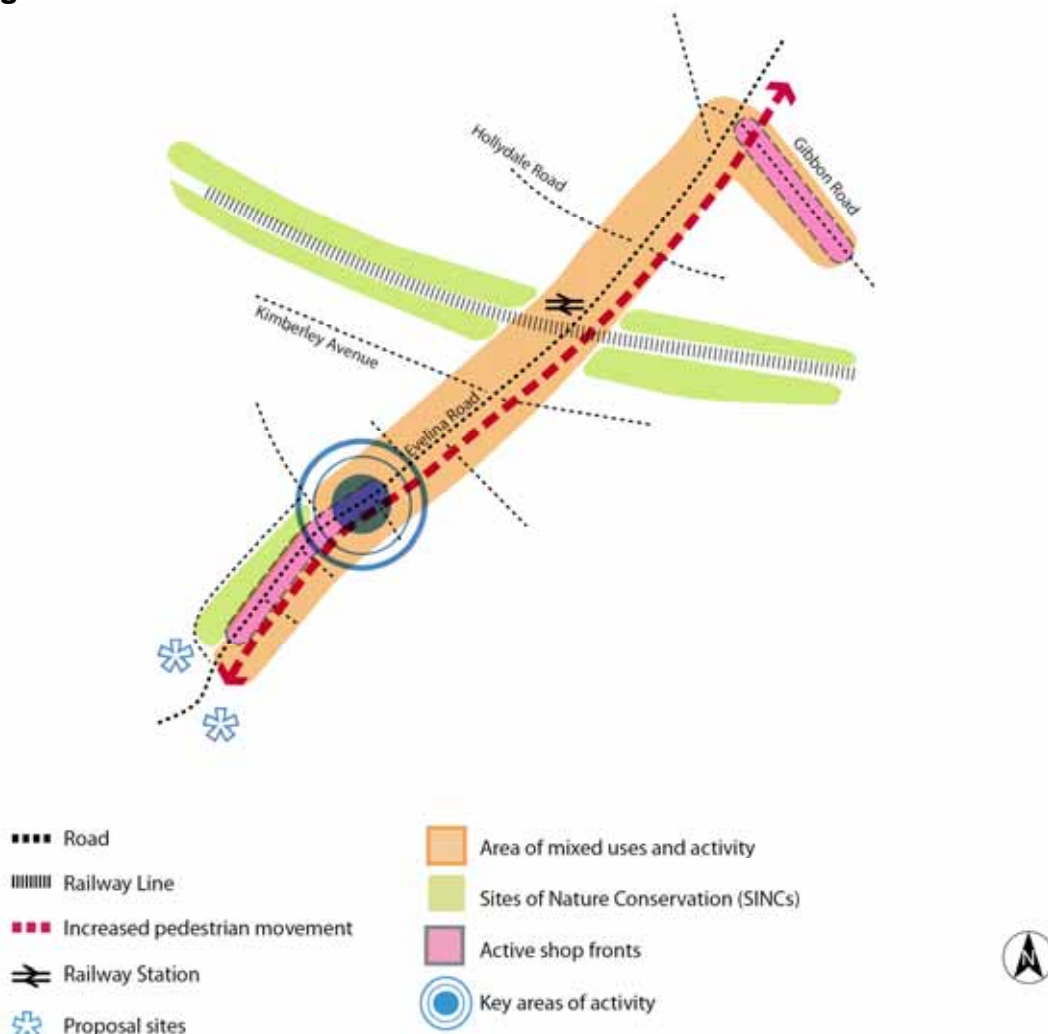 Hollydale Road
Gibbon Road
Kimberley Avenue
Evelina Road
Road
Railway Line
Increased pedestrian movement
Railway Station
Proposal sites
Area of mixed uses and activity
Sites of Nature Conservation (SINCs)
Active shop fronts
Key areas of activity
N